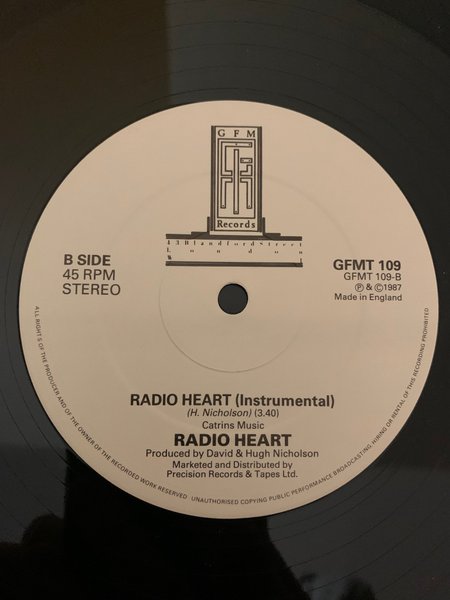 GFM
Records
43 Blandford Street
London
W1
B SIDE
45 RPM
STEREO
GFMT 109
GFMT 109-B
Ⓟ & © 1987
Made in England
RADIO HEART (Instrumental)
(H. Nicholson) (3.40)
Catrins Music
RADIO HEART
Produced by David & Hugh Nicholson
Marketed and Distributed by
Precision Records & Tapes Ltd.
ALL RIGHTS OF THE PRODUCER AND OF THE OWNER OF THE RECORDED WORK RESERVED UNAUTHORISED COPYING PUBLIC PERFORMANCE BROADCASTING, HIRING OR RENTAL OF THIS RECORDING PROHIBITED